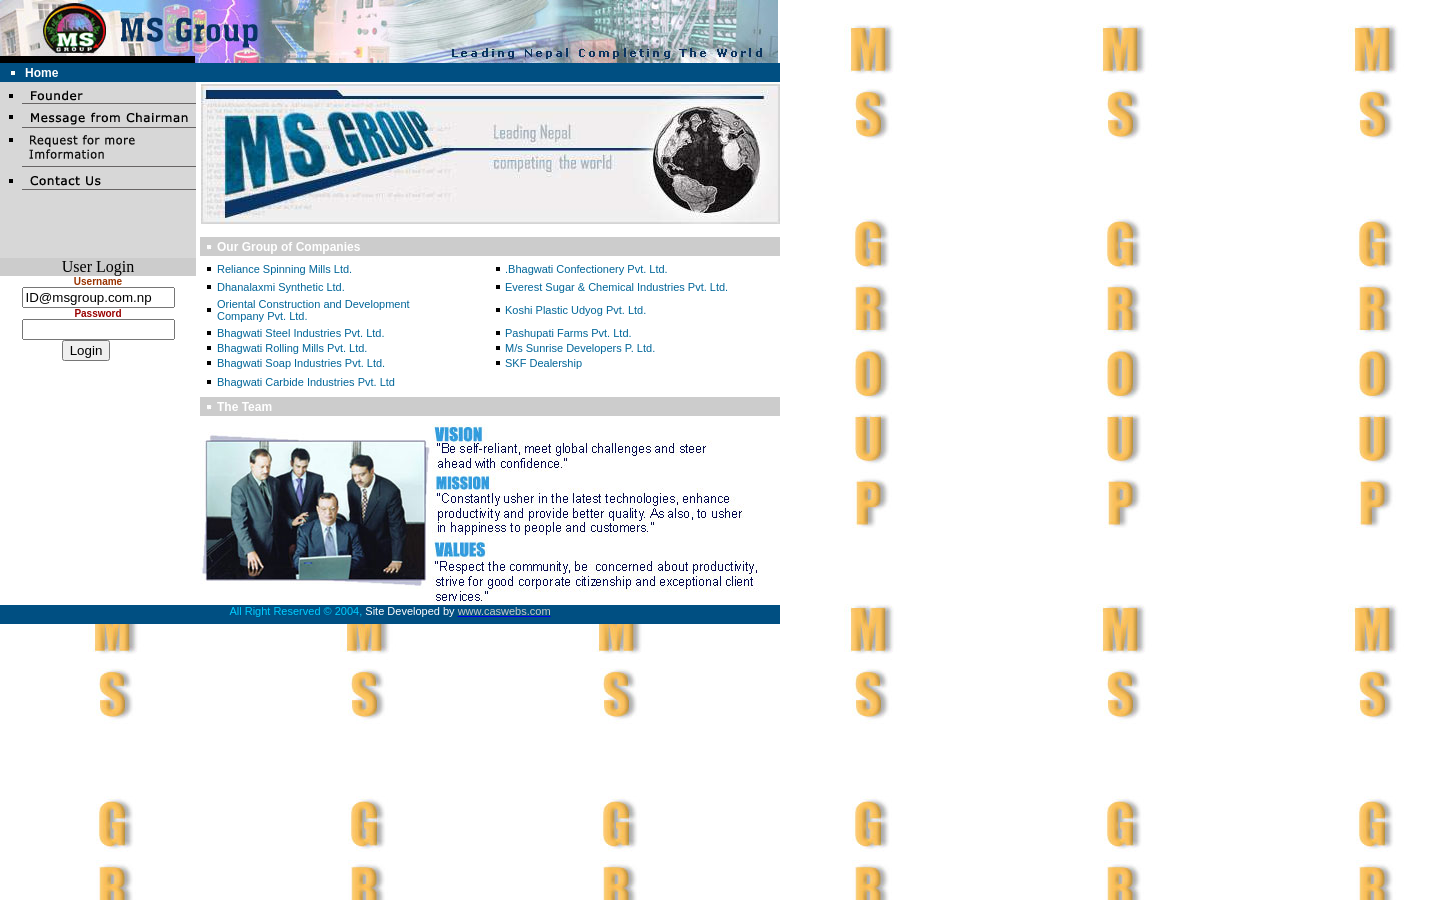 MS GROUP
MS Group
Leading Nepal Completing The World
Home
Founder
Message from Chairman
Request for more
Imformation
Contact Us
User Login
Username
ID@msgroup.com.np
Password
Login
MS GROUP
Leading Nepal
competing the world
Our Group of Companies
Reliance Spinning Mills Ltd.
.Bhagwati Confectionery Pvt. Ltd.
Dhanalaxmi Synthetic Ltd.
Everest Sugar & Chemical Industries Pvt. Ltd.
Oriental Construction and Development
Company Pvt. Ltd.
Koshi Plastic Udyog Pvt. Ltd.
Bhagwati Steel Industries Pvt. Ltd.
Pashupati Farms Pvt. Ltd.
Bhagwati Rolling Mills Pvt. Ltd.
M/s Sunrise Developers P. Ltd.
Bhagwati Soap Industries Pvt. Ltd.
SKF Dealership
Bhagwati Carbide Industries Pvt. Ltd
The Team
VISION
"Be self-reliant, meet global challenges and steer
ahead with confidence."
MISSION
"Constantly usher in the latest technologies, enhance
productivity and provide better quality. As also, to usher
in happiness to people and customers."
VALUES
"Respect the community, be concerned about productivity,
strive for good corporate citizenship and exceptional client
services."
All Right Reserved © 2004, Site Developed by www.caswebs.com
M M M
S S S
G G G
R R R
O O O
U U U
P P P
M M M M M M
S S S S S S
G G G G G G
R R R R R R